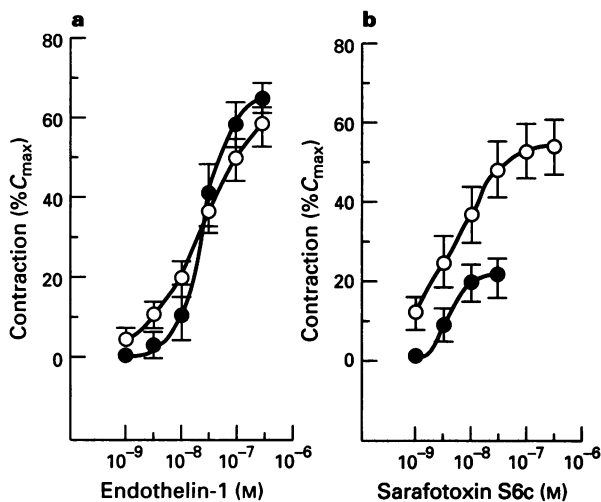 a
80
60
40
20
0
Contraction (%Cmax)
10⁻⁹ 10⁻⁸ 10⁻⁷ 10⁻⁶
Endothelin-1 (M)
b
80
60
40
20
0
Contraction (%Cmax)
10⁻⁹ 10⁻⁸ 10⁻⁷ 10⁻⁶
Sarafotoxin S6c (M)